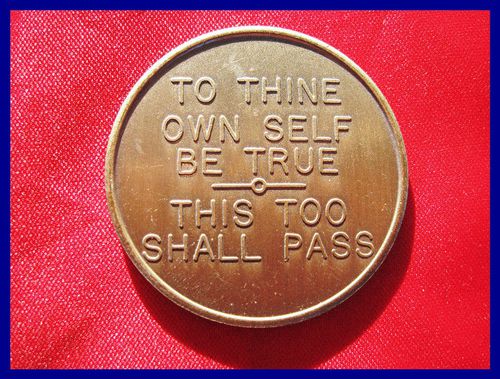 TO THINE
OWN SELF
BE TRUE
THIS TOO
SHALL PASS